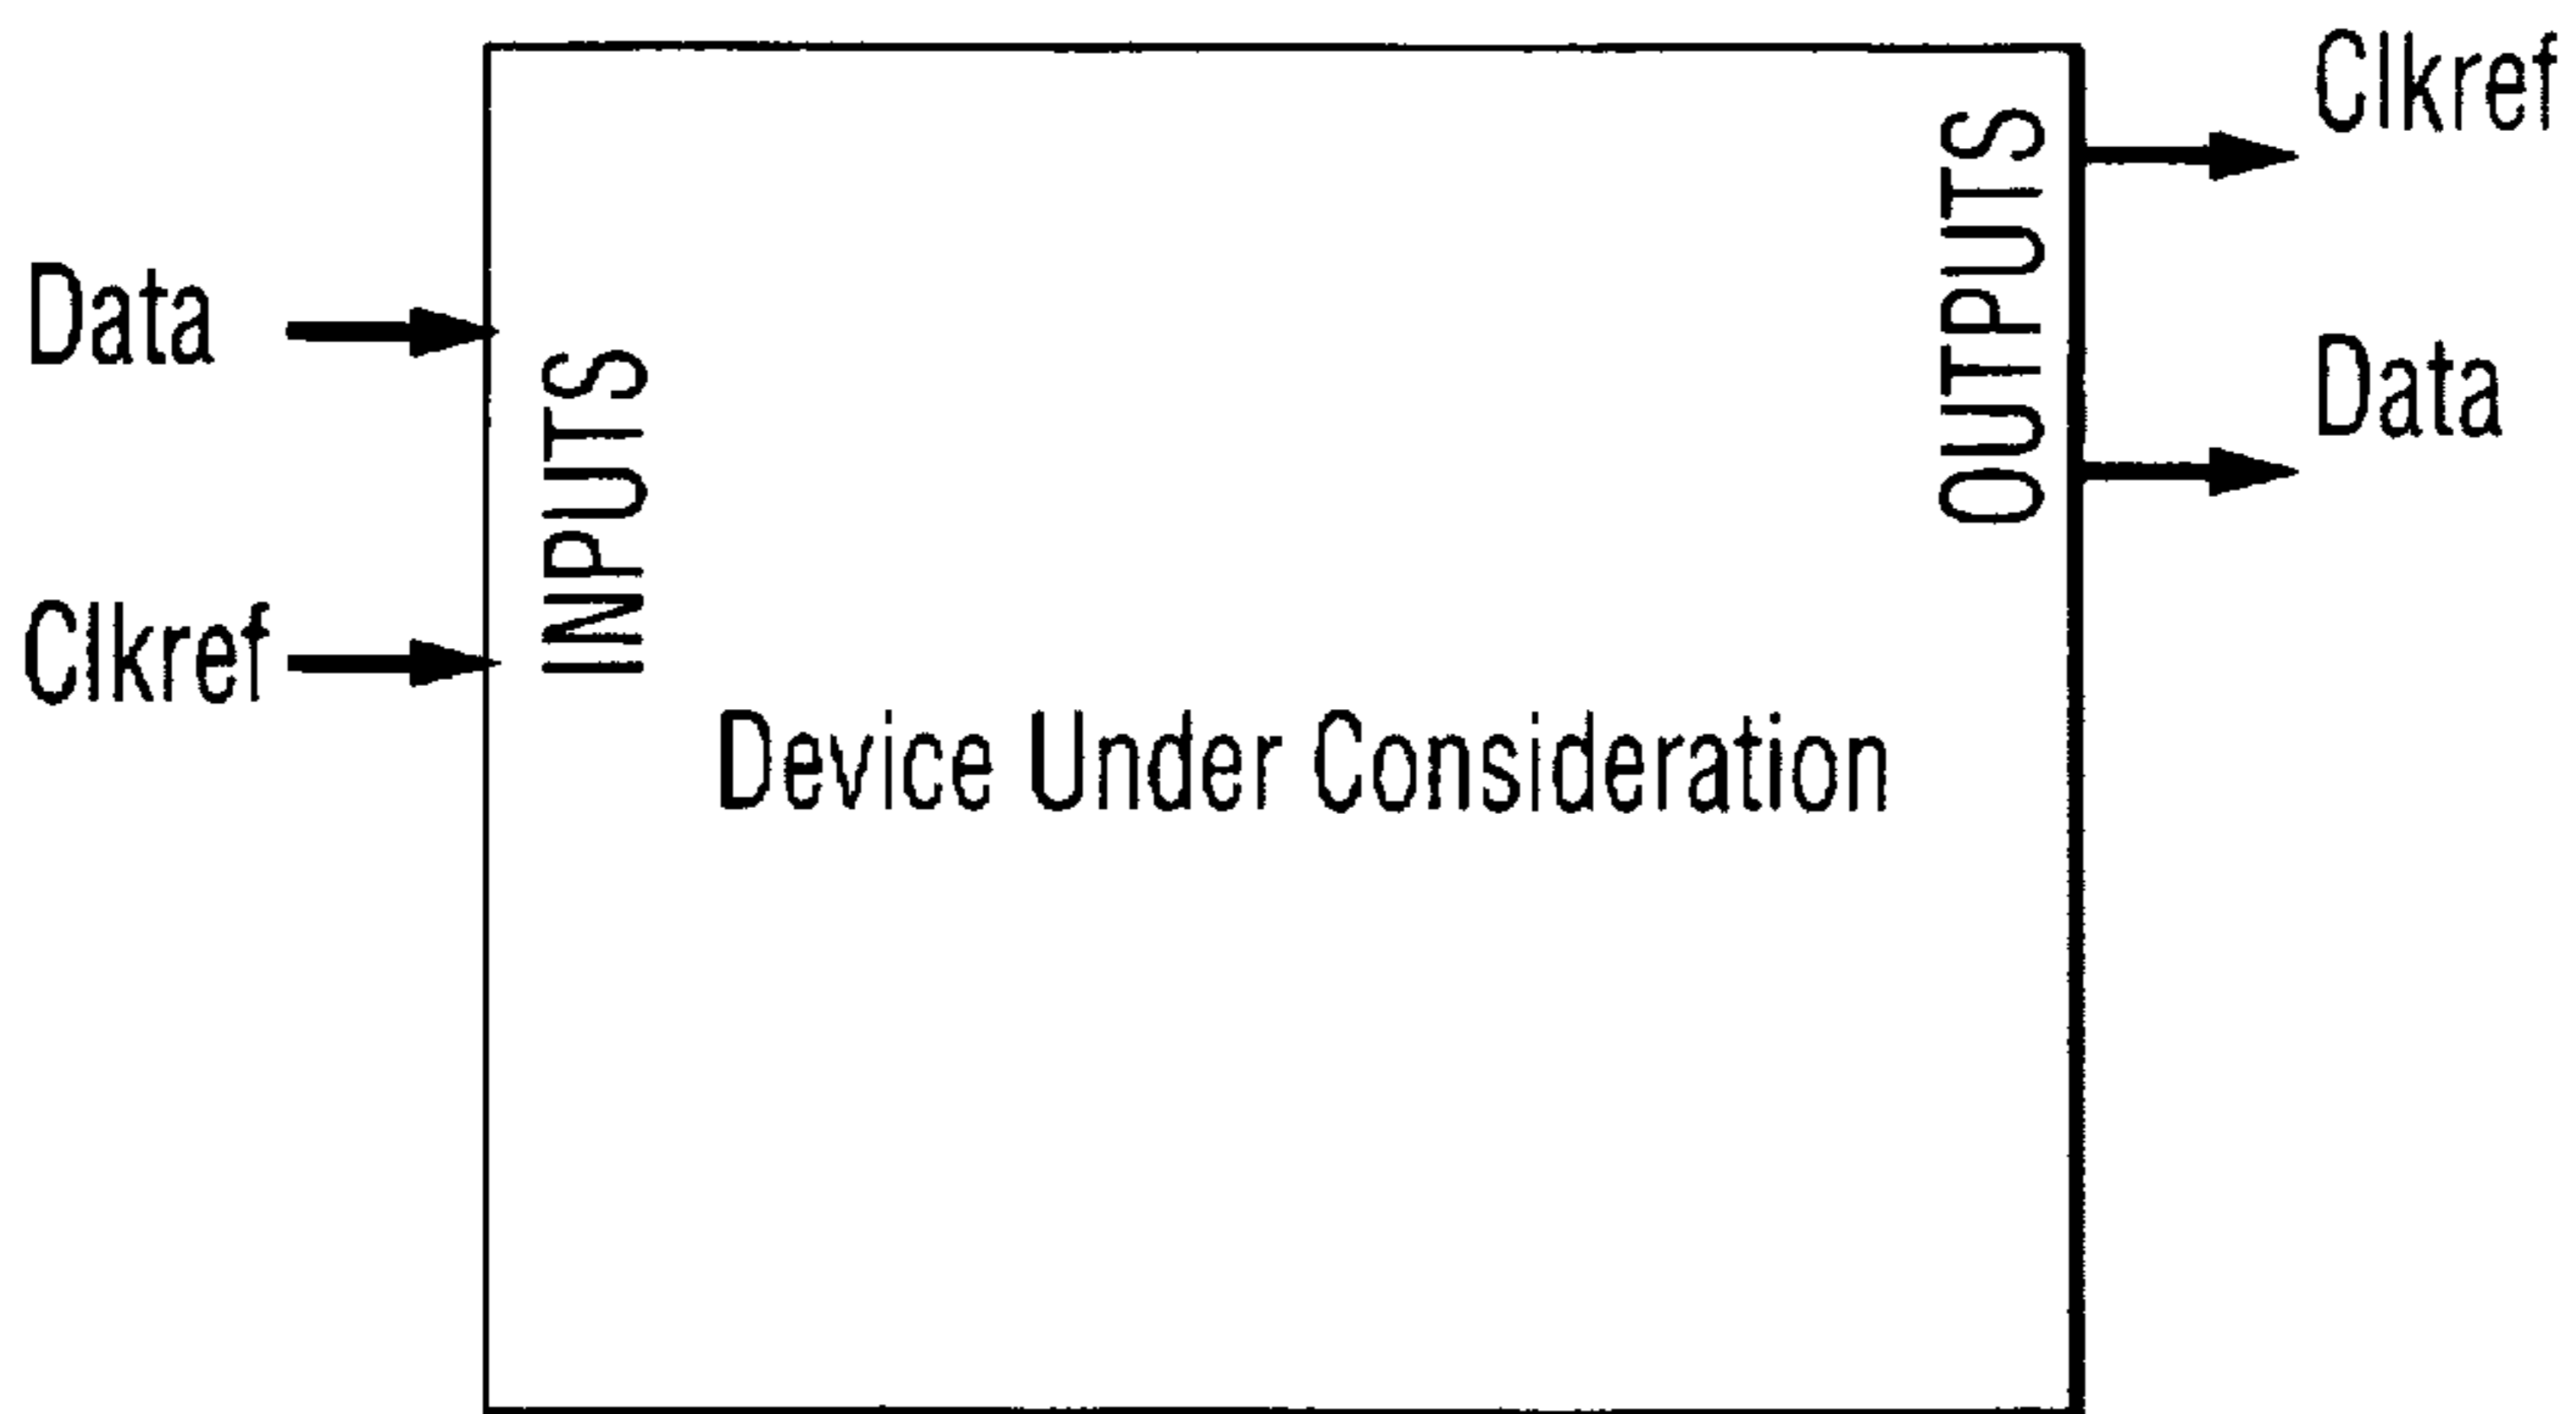 Clkref
Data
OUTPUTS
Data
INPUTS
Clkref
Device Under Consideration